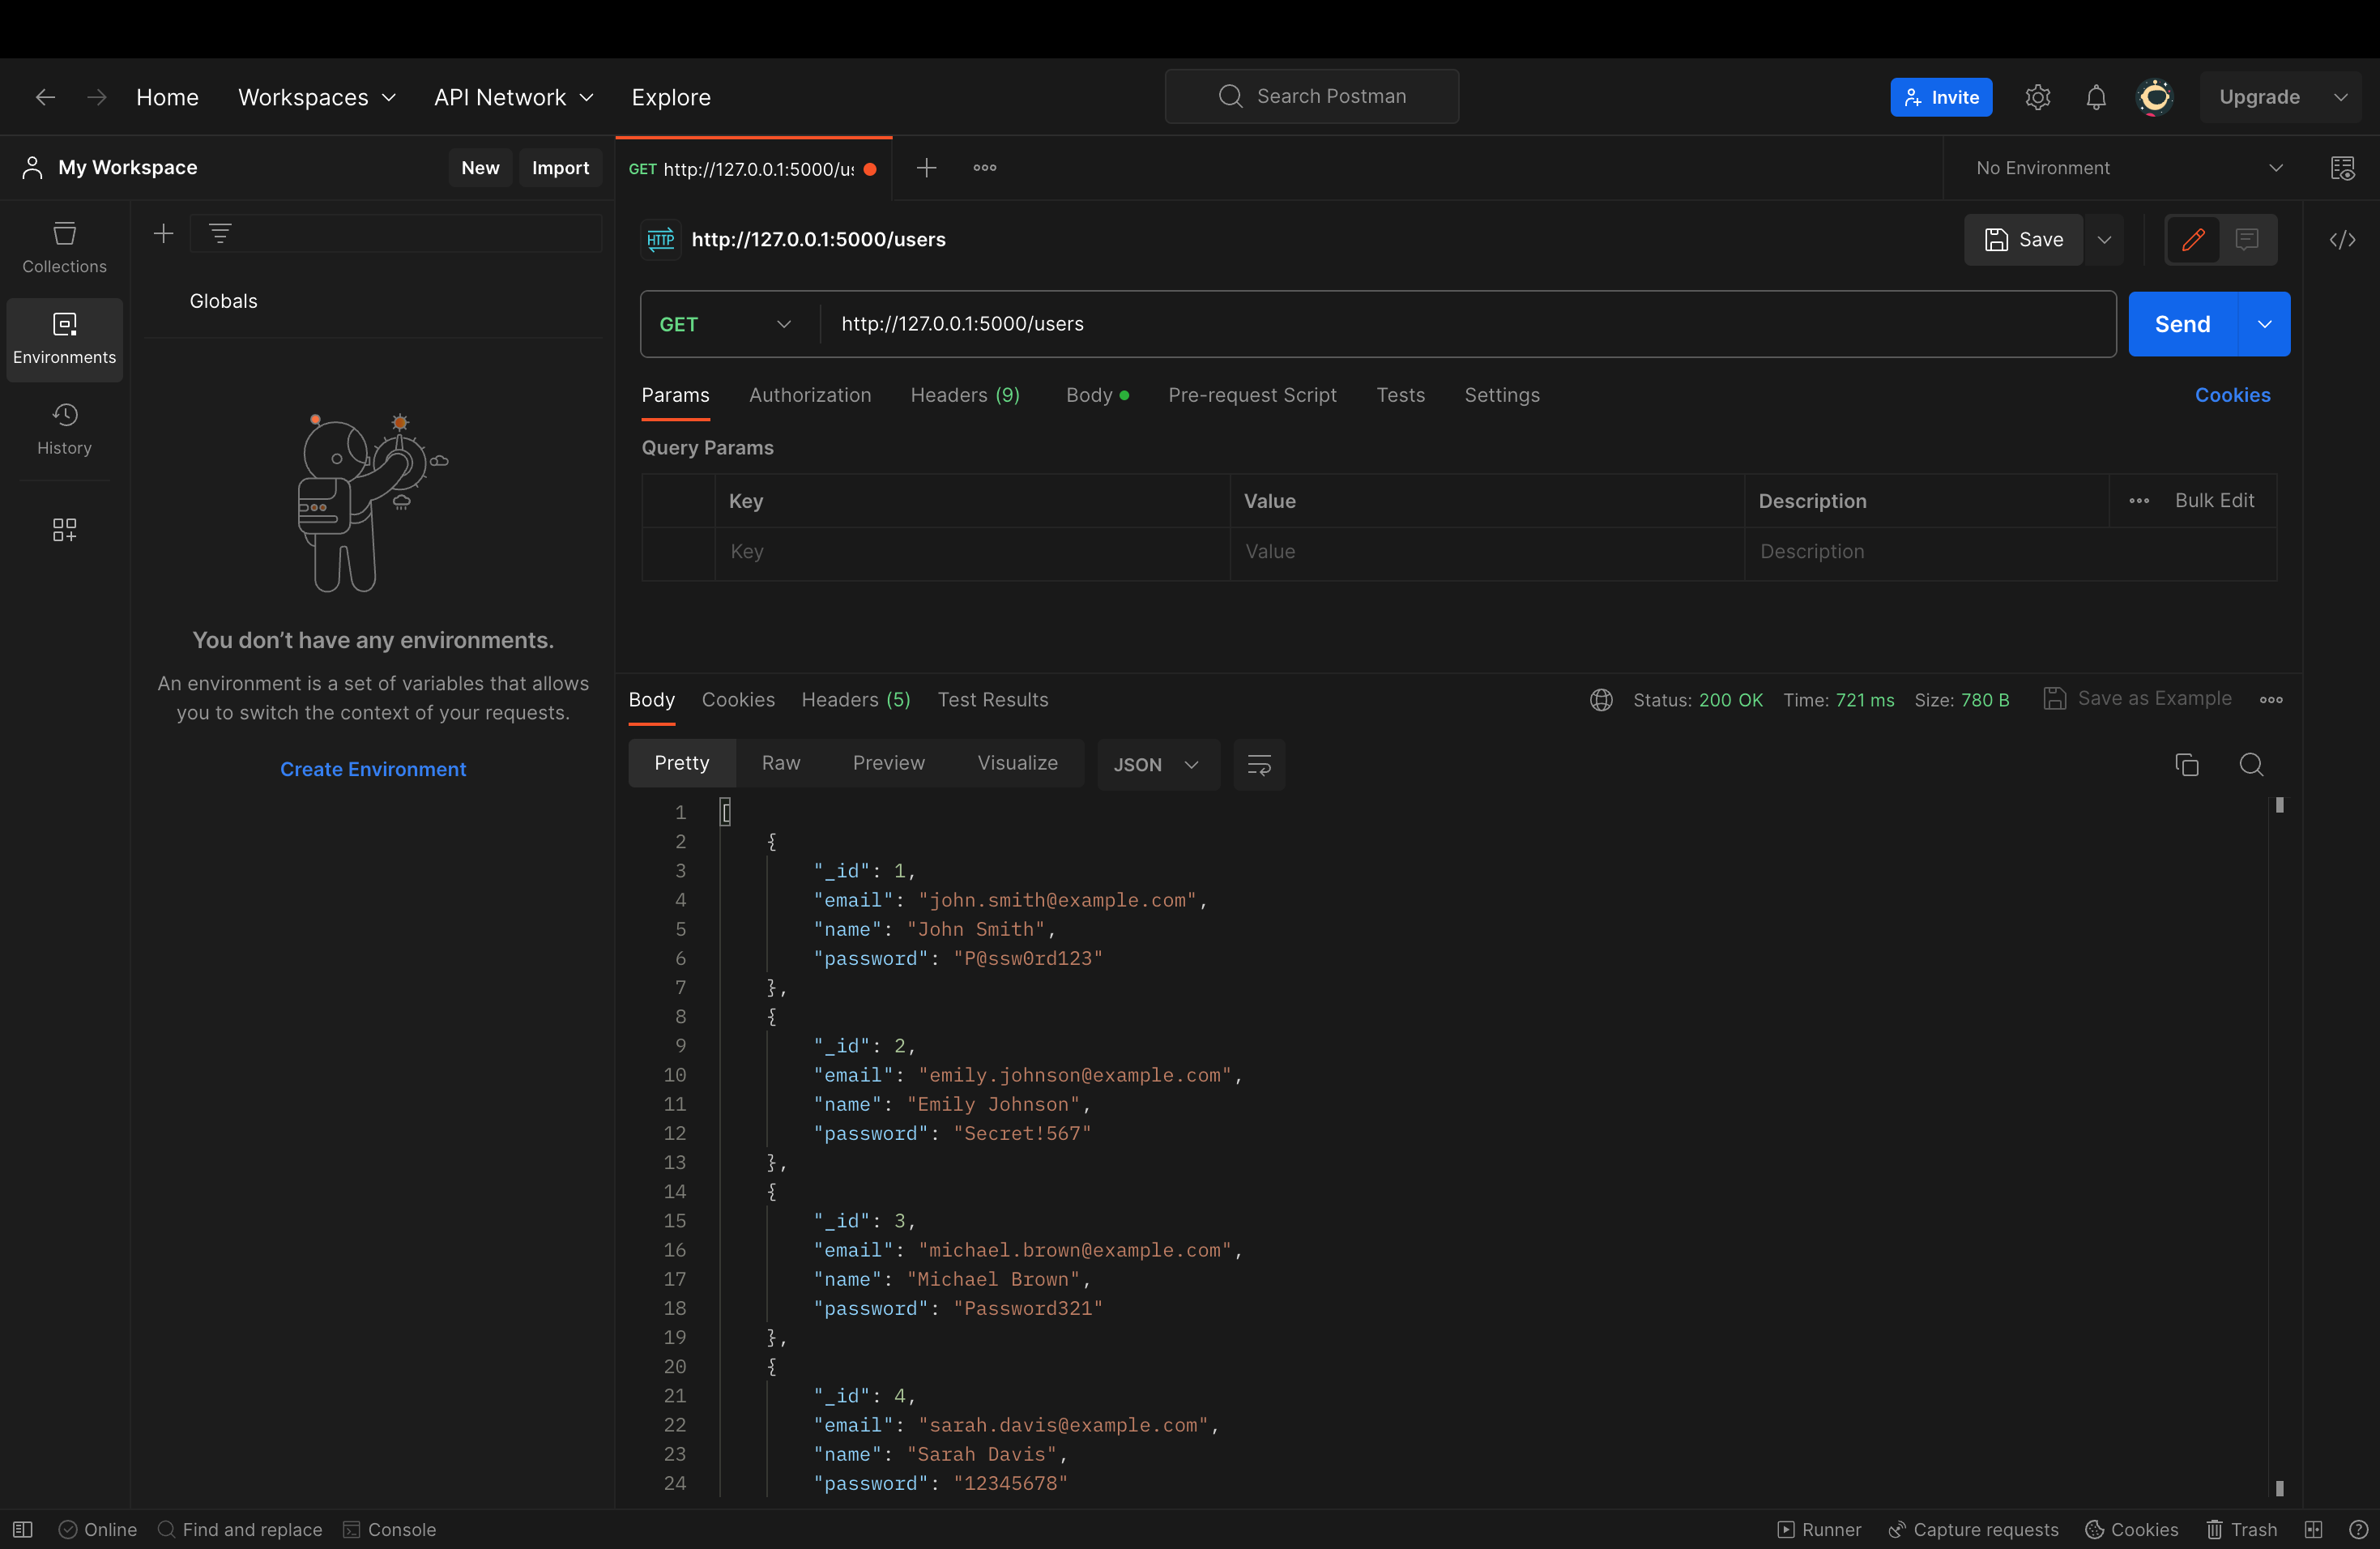 Home Workspaces API Network Explore Search Postman Invite Upgrade
My Workspace New Import GET http://127.0.0.1:5000/us No Environment
Collections
Environments
History
Globals
You don’t have any environments.
An environment is a set of variables that allows
you to switch the context of your requests.
Create Environment
HTTP http://127.0.0.1:5000/users Save
GET http://127.0.0.1:5000/users Send
Params Authorization Headers (9) Body Pre-request Script Tests Settings Cookies
Query Params
Key Value Description Bulk Edit
Key Value Description
Body Cookies Headers (5) Test Results Status: 200 OK Time: 721 ms Size: 780 B Save as Example
Pretty Raw Preview Visualize JSON
1 [
2 {
3 "_id": 1,
4 "email": "john.smith@example.com",
5 "name": "John Smith",
6 "password": "P@ssw0rd123"
7 },
8 {
9 "_id": 2,
10 "email": "emily.johnson@example.com",
11 "name": "Emily Johnson",
12 "password": "Secret!567"
13 },
14 {
15 "_id": 3,
16 "email": "michael.brown@example.com",
17 "name": "Michael Brown",
18 "password": "Password321"
19 },
20 {
21 "_id": 4,
22 "email": "sarah.davis@example.com",
23 "name": "Sarah Davis",
24 "password": "12345678"
Online Find and replace Console Runner Capture requests Cookies Trash